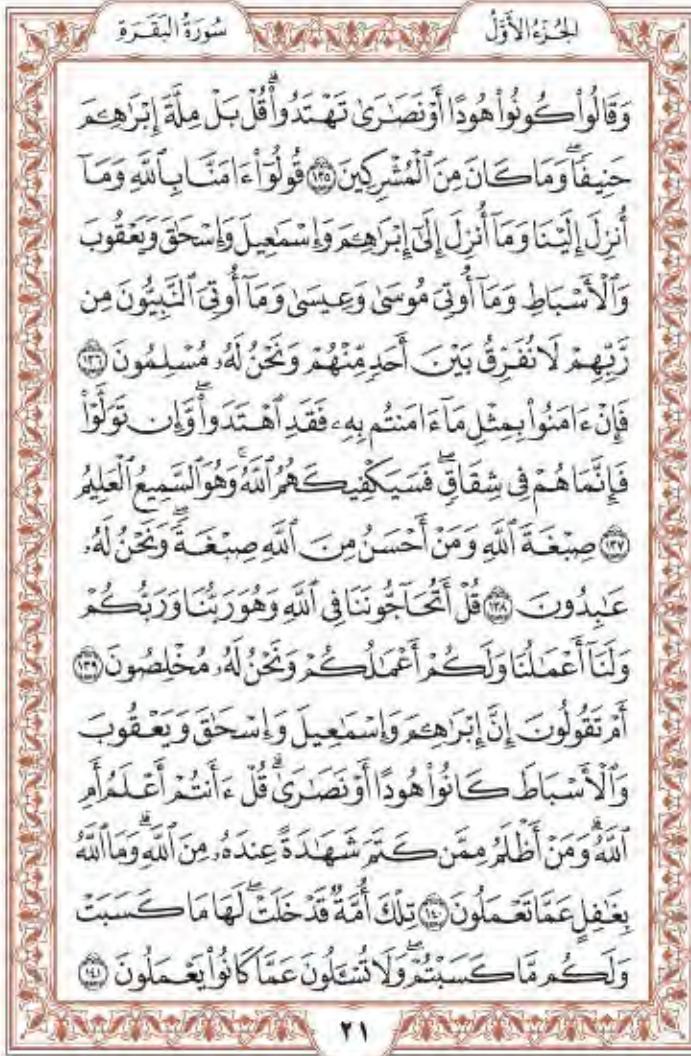 الجُزْءُ الأَوَّلُ
سُورَةُ البَقَرَةِ
وَقَالُواْ كُونُواْ هُودًا أَوۡ نَصَٰرَىٰ تَهۡتَدُواْۗ قُلۡ بَلۡ مِلَّةَ إِبۡرَٰهِـۧمَ
حَنِيفٗاۖ وَمَا كَانَ مِنَ ٱلۡمُشۡرِكِينَ ١٣٥ قُولُوٓاْ ءَامَنَّا بِٱللَّهِ وَمَآ
أُنزِلَ إِلَيۡنَا وَمَآ أُنزِلَ إِلَىٰٓ إِبۡرَٰهِـۧمَ وَإِسۡمَٰعِيلَ وَإِسۡحَٰقَ وَيَعۡقُوبَ
وَٱلۡأَسۡبَاطِ وَمَآ أُوتِيَ مُوسَىٰ وَعِيسَىٰ وَمَآ أُوتِيَ ٱلنَّبِيُّونَ مِن
رَّبِّهِمۡ لَا نُفَرِّقُ بَيۡنَ أَحَدٖ مِّنۡهُمۡ وَنَحۡنُ لَهُۥ مُسۡلِمُونَ ١٣٦
فَإِنۡ ءَامَنُواْ بِمِثۡلِ مَآ ءَامَنتُم بِهِۦ فَقَدِ ٱهۡتَدَواْۖ وَّإِن تَوَلَّوۡاْ
فَإِنَّمَا هُمۡ فِي شِقَاقٖۖ فَسَيَكۡفِيكَهُمُ ٱللَّهُۚ وَهُوَ ٱلسَّمِيعُ ٱلۡعَلِيمُ
١٣٧ صِبۡغَةَ ٱللَّهِ وَمَنۡ أَحۡسَنُ مِنَ ٱللَّهِ صِبۡغَةٗۖ وَنَحۡنُ لَهُۥ
عَٰبِدُونَ ١٣٨ قُلۡ أَتُحَآجُّونَنَا فِي ٱللَّهِ وَهُوَ رَبُّنَا وَرَبُّكُمۡ
وَلَنَآ أَعۡمَٰلُنَا وَلَكُمۡ أَعۡمَٰلُكُمۡ وَنَحۡنُ لَهُۥ مُخۡلِصُونَ ١٣٩
أَمۡ تَقُولُونَ إِنَّ إِبۡرَٰهِـۧمَ وَإِسۡمَٰعِيلَ وَإِسۡحَٰقَ وَيَعۡقُوبَ
وَٱلۡأَسۡبَاطَ كَانُواْ هُودًا أَوۡ نَصَٰرَىٰۗ قُلۡ ءَأَنتُمۡ أَعۡلَمُ أَمِ
ٱللَّهُۗ وَمَنۡ أَظۡلَمُ مِمَّن كَتَمَ شَهَٰدَةً عِندَهُۥ مِنَ ٱللَّهِۗ وَمَا ٱللَّهُ
بِغَٰفِلٍ عَمَّا تَعۡمَلُونَ ١٤٠ تِلۡكَ أُمَّةٞ قَدۡ خَلَتۡۖ لَهَا مَا كَسَبَتۡ
وَلَكُم مَّا كَسَبۡتُمۡۖ وَلَا تُسۡـَٔلُونَ عَمَّا كَانُواْ يَعۡمَلُونَ ١٤١
٢١